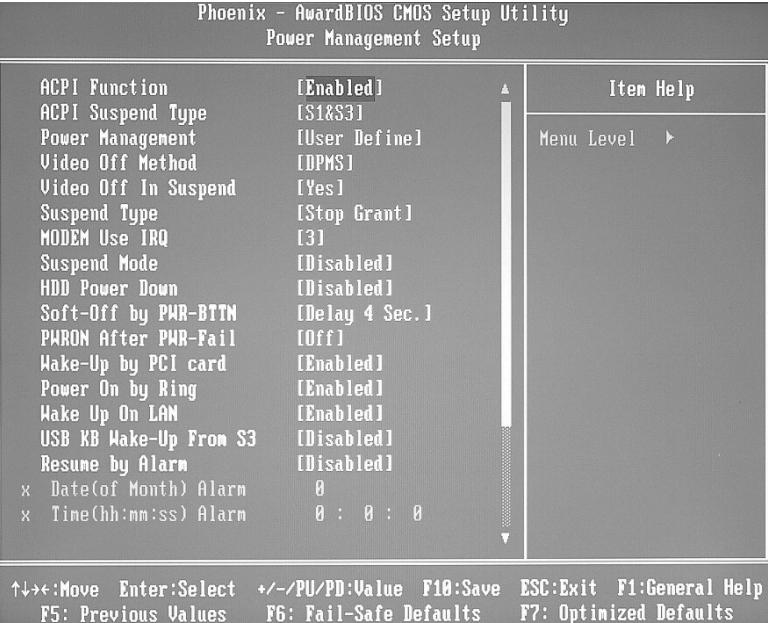 Phoenix - AwardBIOS CMOS Setup Utility
Power Management Setup
ACPI Function [Enabled]
ACPI Suspend Type [S1&S3]
Power Management [User Define]
Video Off Method [DPMS]
Video Off In Suspend [Yes]
Suspend Type [Stop Grant]
MODEM Use IRQ [3]
Suspend Mode [Disabled]
HDD Power Down [Disabled]
Soft-Off by PWR-BTTN [Delay 4 Sec.]
PWRON After PWR-Fail [Off]
Wake-Up by PCI card [Enabled]
Power On by Ring [Enabled]
Wake Up On LAN [Enabled]
USB KB Wake-Up From S3 [Disabled]
Resume by Alarm [Disabled]
x Date(of Month) Alarm 0
x Time(hh:mm:ss) Alarm 0 : 0 : 0
Item Help
Menu Level ▸
↑↓→←:Move Enter:Select +/-/PU/PD:Value F10:Save ESC:Exit F1:General Help
F5: Previous Values F6: Fail-Safe Defaults F7: Optimized Defaults